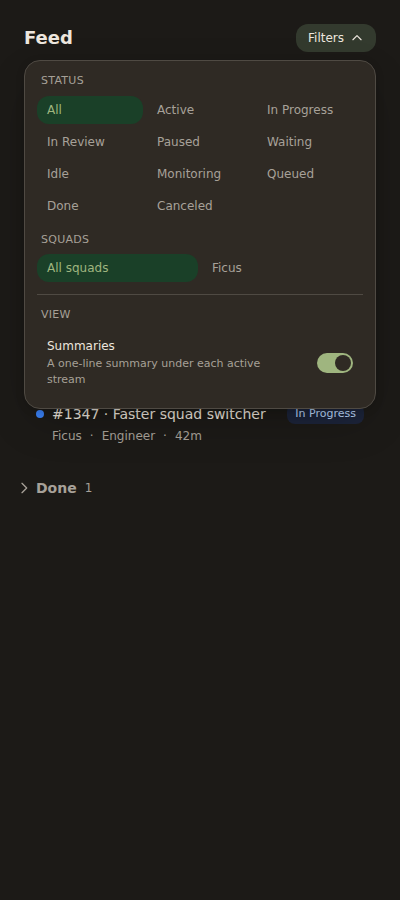 Feed
Filters
STATUS
All Active In Progress
In Review Paused Waiting
Idle Monitoring Queued
Done Canceled
SQUADS
All squads Ficus
VIEW
Summaries
A one-line summary under each active
stream
#1347 · Faster squad switcher In Progress
Ficus · Engineer · 42m
Done 1